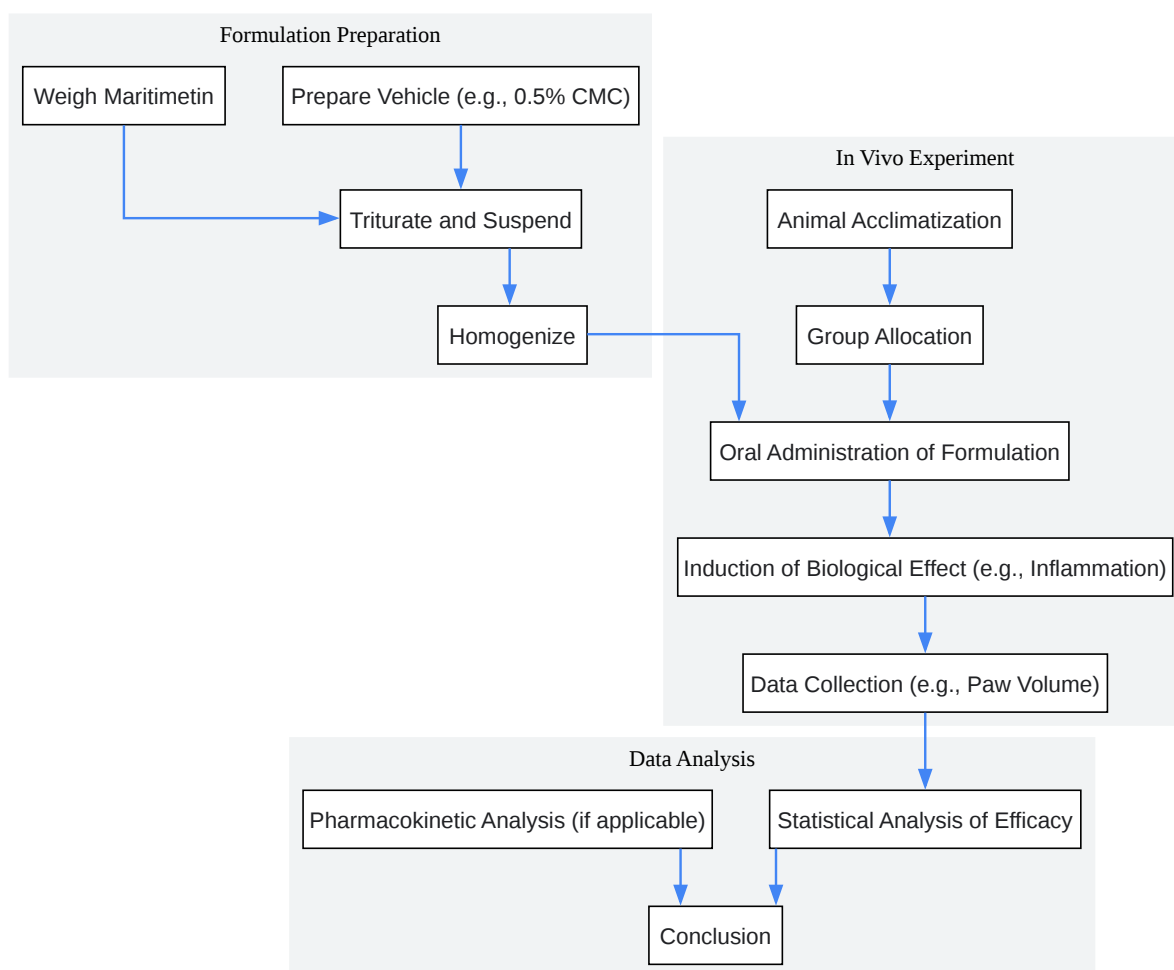 Formulation Preparation
Weigh Maritimetin
Prepare Vehicle (e.g., 0.5% CMC)
Triturate and Suspend
Homogenize
In Vivo Experiment
Animal Acclimatization
Group Allocation
Oral Administration of Formulation
Induction of Biological Effect (e.g., Inflammation)
Data Collection (e.g., Paw Volume)
Data Analysis
Pharmacokinetic Analysis (if applicable)
Statistical Analysis of Efficacy
Conclusion